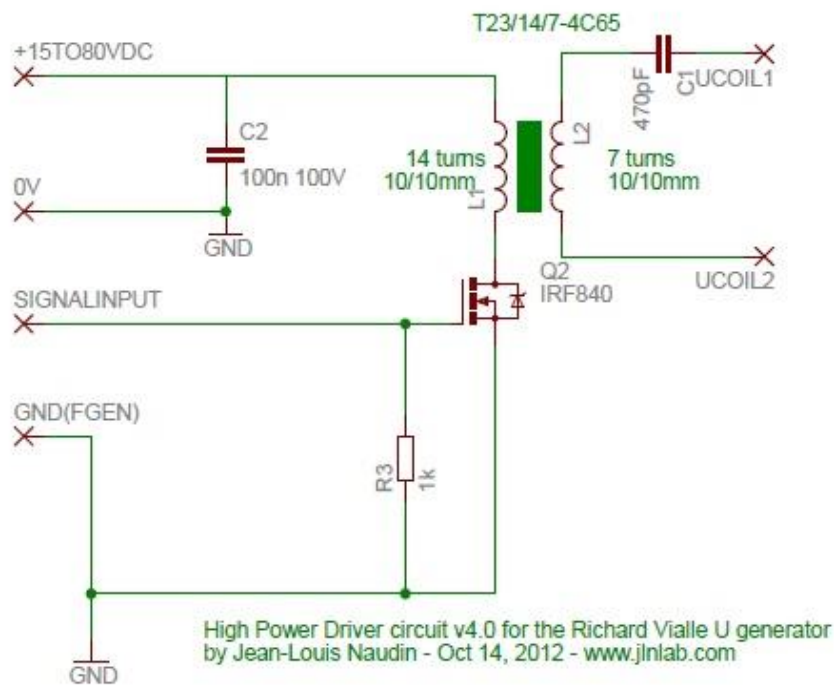 T23/14/7-4C65
+15TO80VDC
470pF
C1
UCOIL1
C2
100n 100V
14 turns
10/10mm
L1
L2
7 turns
10/10mm
0V
GND
Q2
IRF840
UCOIL2
SIGNALINPUT
GND(FGEN)
R3
1k
GND
High Power Driver circuit v4.0 for the Richard Vialle U generator
by Jean-Louis Naudin - Oct 14, 2012 - www.jlnlab.com